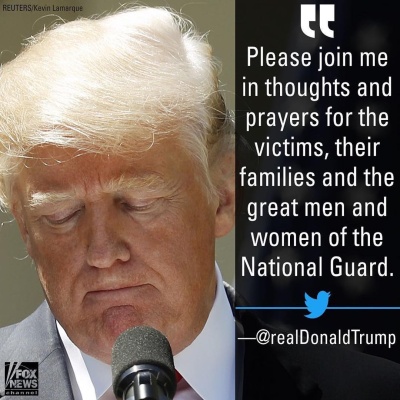 REUTERS/Kevin Lamarque
Please join me
in thoughts and
prayers for the
victims, their
families and the
great men and
women of the
National Guard.
—@realDonaldTrump
FOX
NEWS
channel